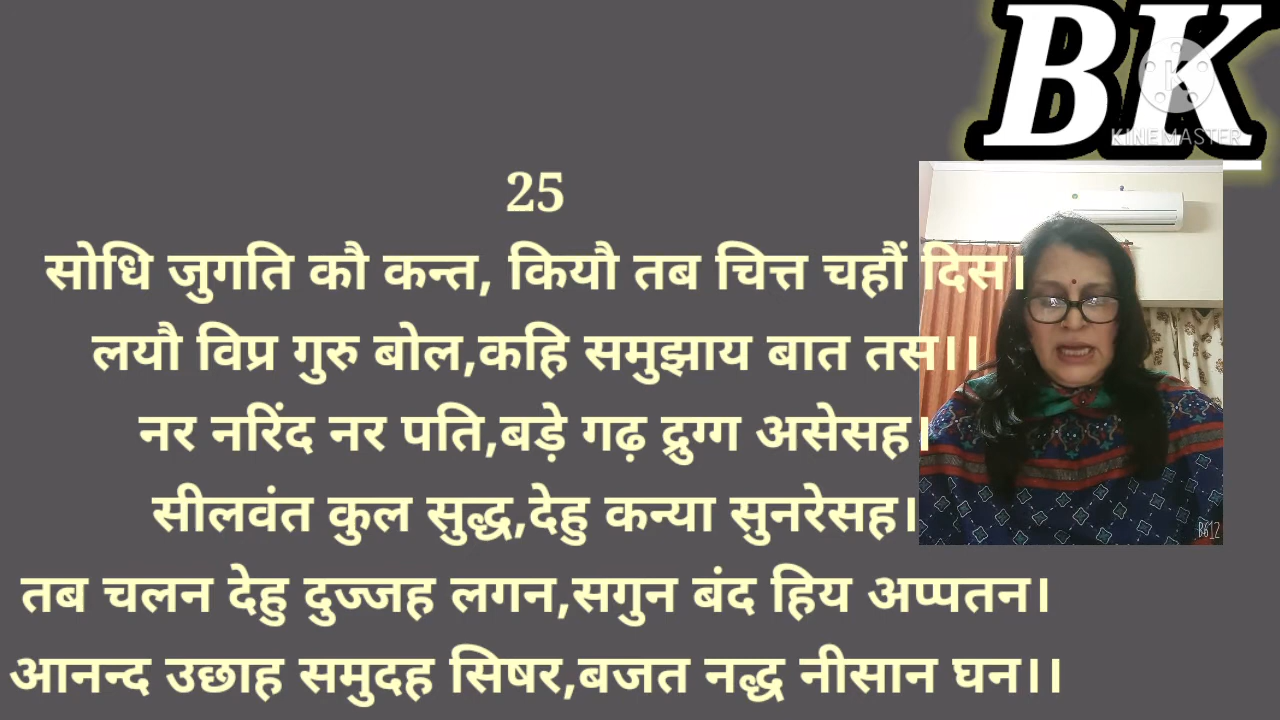 BK
KINEMASTER
25
सोधि जुगति कौ कन्त, कियौ तब चित्त चहौं दिस।
लयौ विप्र गुरु बोल,कहि समुझाय बात तस।।
नर नरिंद नर पति,बड़े गढ़ द्रुग्ग असेसह।
सीलवंत कुल सुद्ध,देहु कन्या सुनरेसह।
तब चलन देहु दुज्जह लगन,सगुन बंद हिय अप्पतन।
आनन्द उछाह समुदह सिषर,बजत नद्ध नीसान घन।।
B612